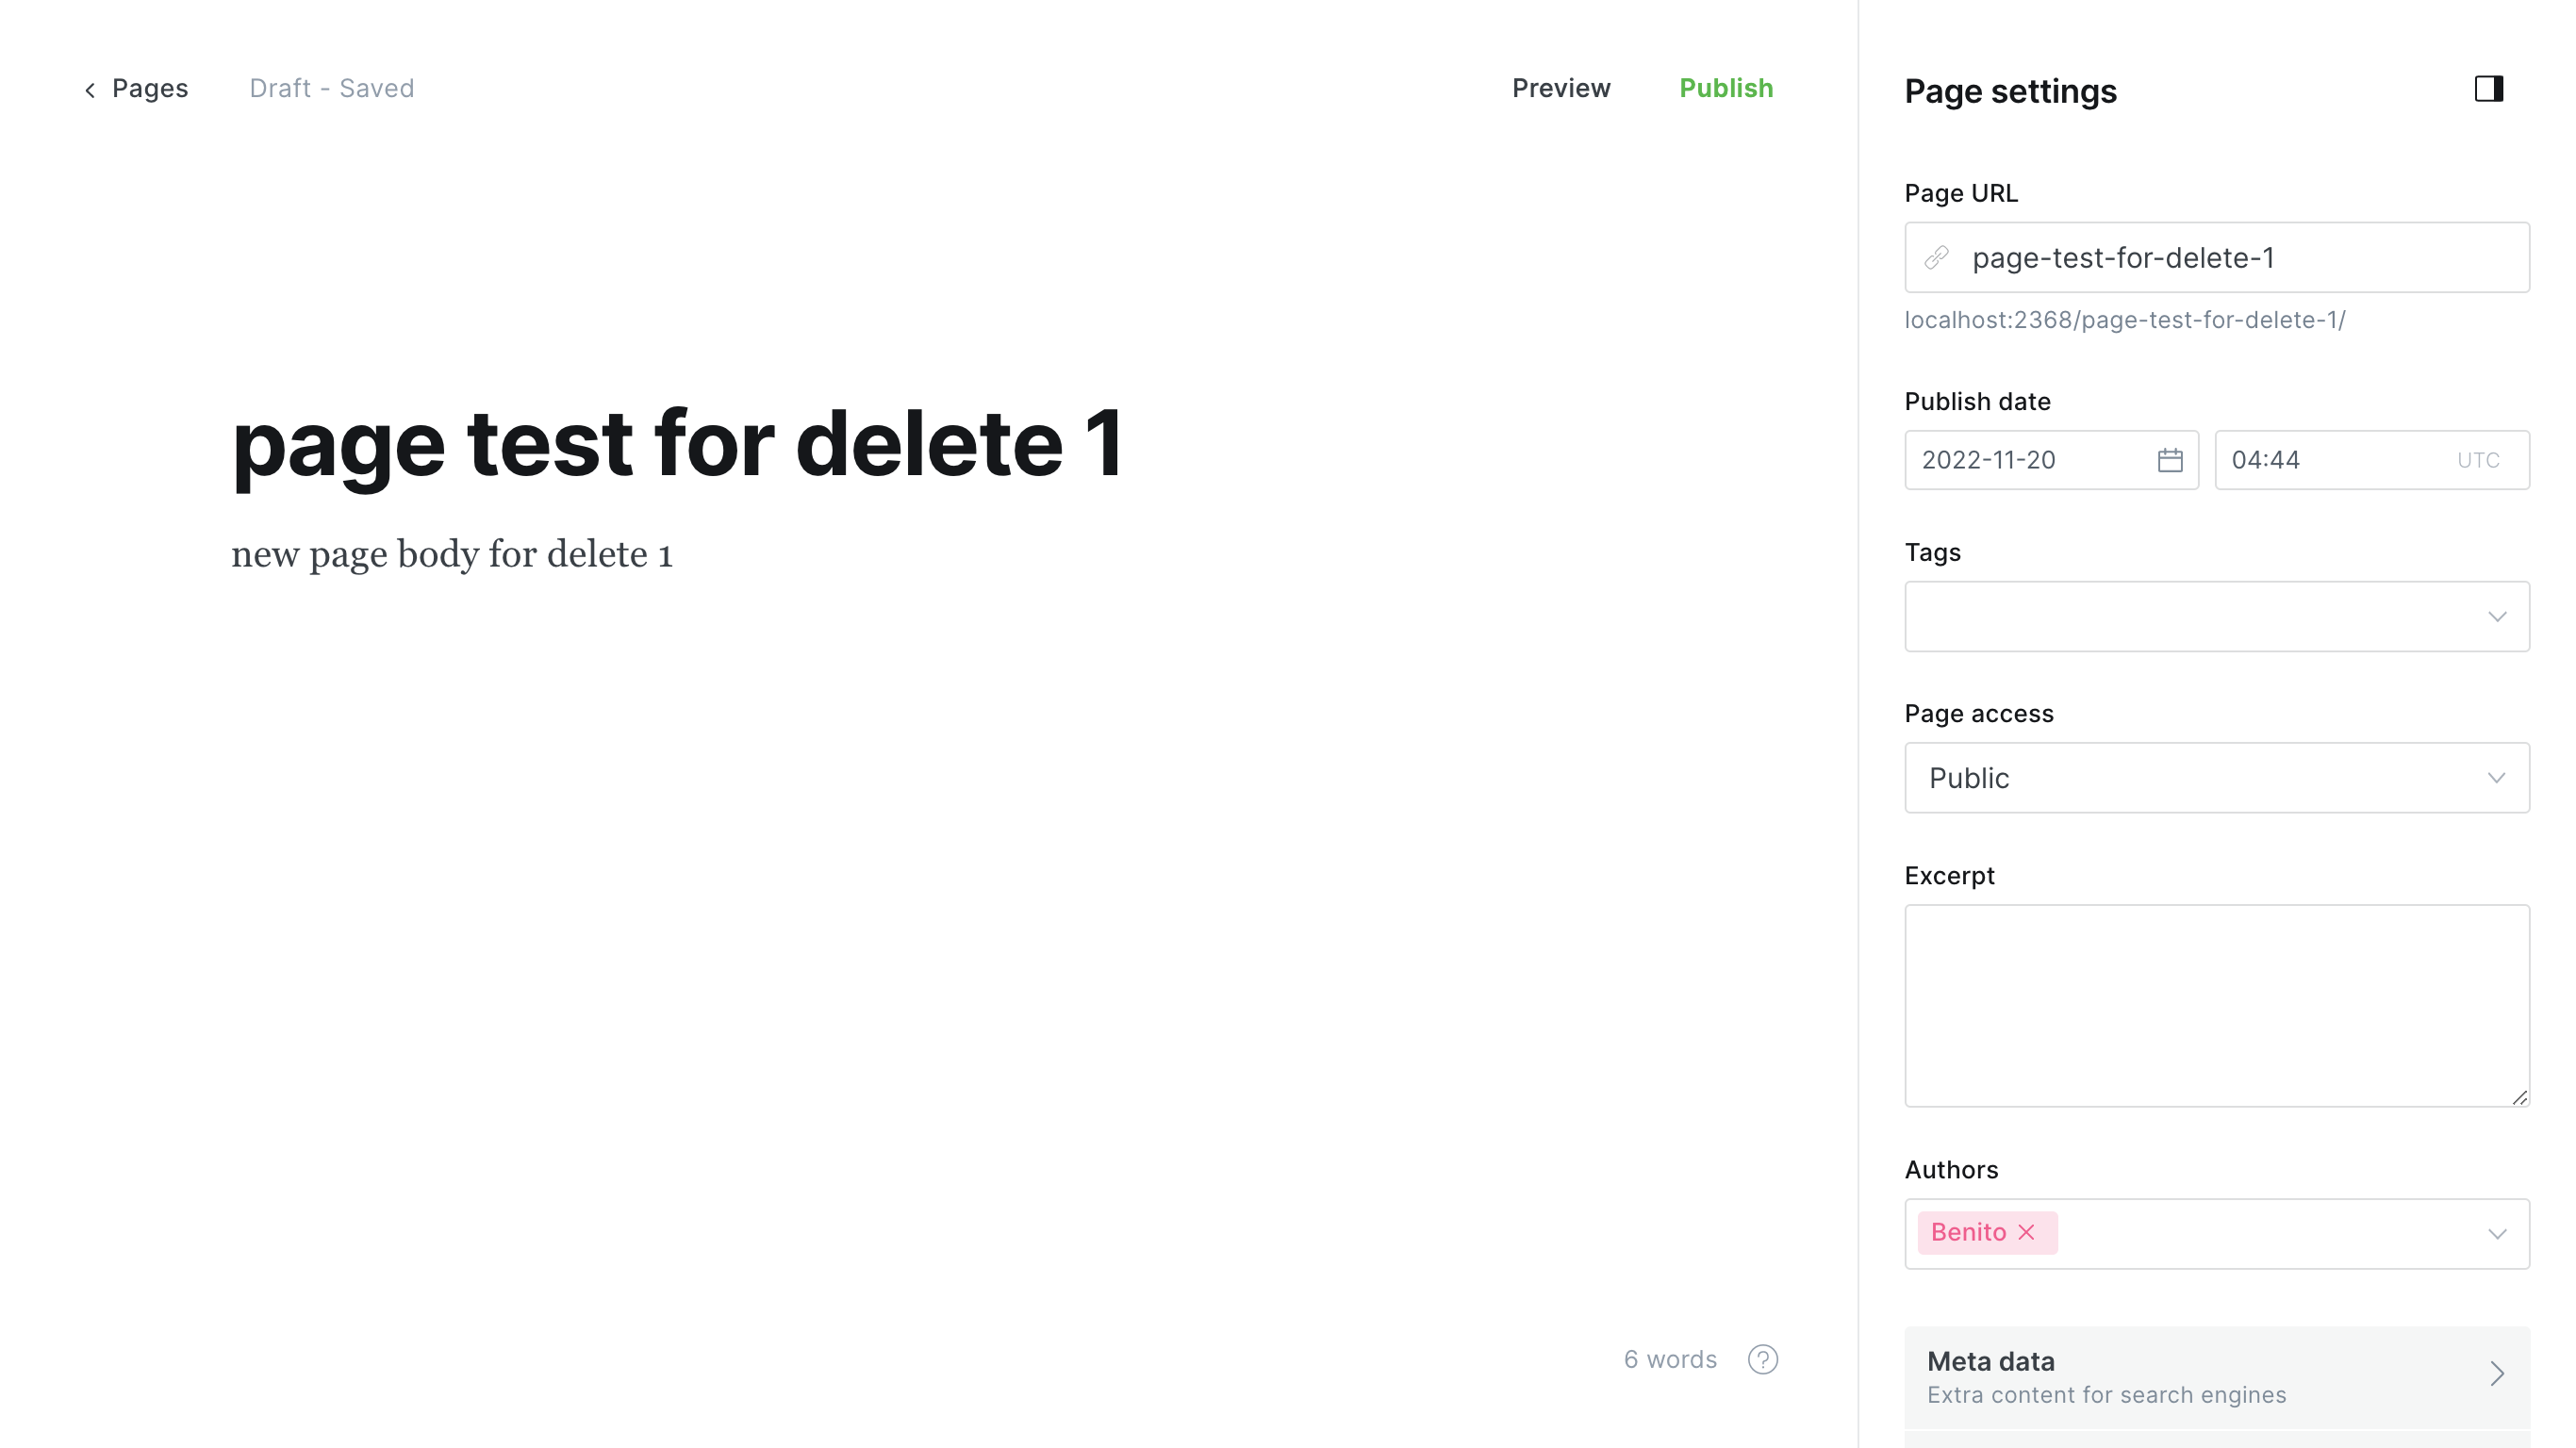 Pages
Draft - Saved
Preview
Publish
page test for delete 1
new page body for delete 1
6 words
?
Page settings
Page URL
page-test-for-delete-1
localhost:2368/page-test-for-delete-1/
Publish date
2022-11-20
04:44
UTC
Tags
Page access
Public
Excerpt
Authors
Benito
Meta data
Extra content for search engines